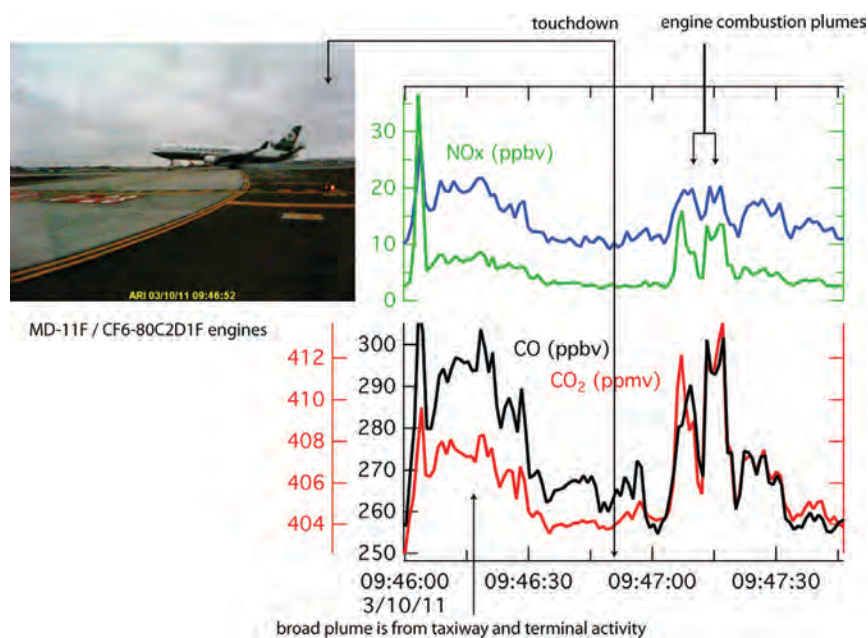 touchdown
engine combustion plumes
30
20
10
0
NOx (ppbv)
ARI 03/10/11 09:46:52
MD-11F / CF6-80C2D1F engines
412
410
408
406
404
300
290
280
270
260
250
CO (ppbv)
CO₂ (ppmv)
09:46:00
09:46:30
09:47:00
09:47:30
3/10/11
broad plume is from taxiway and terminal activity